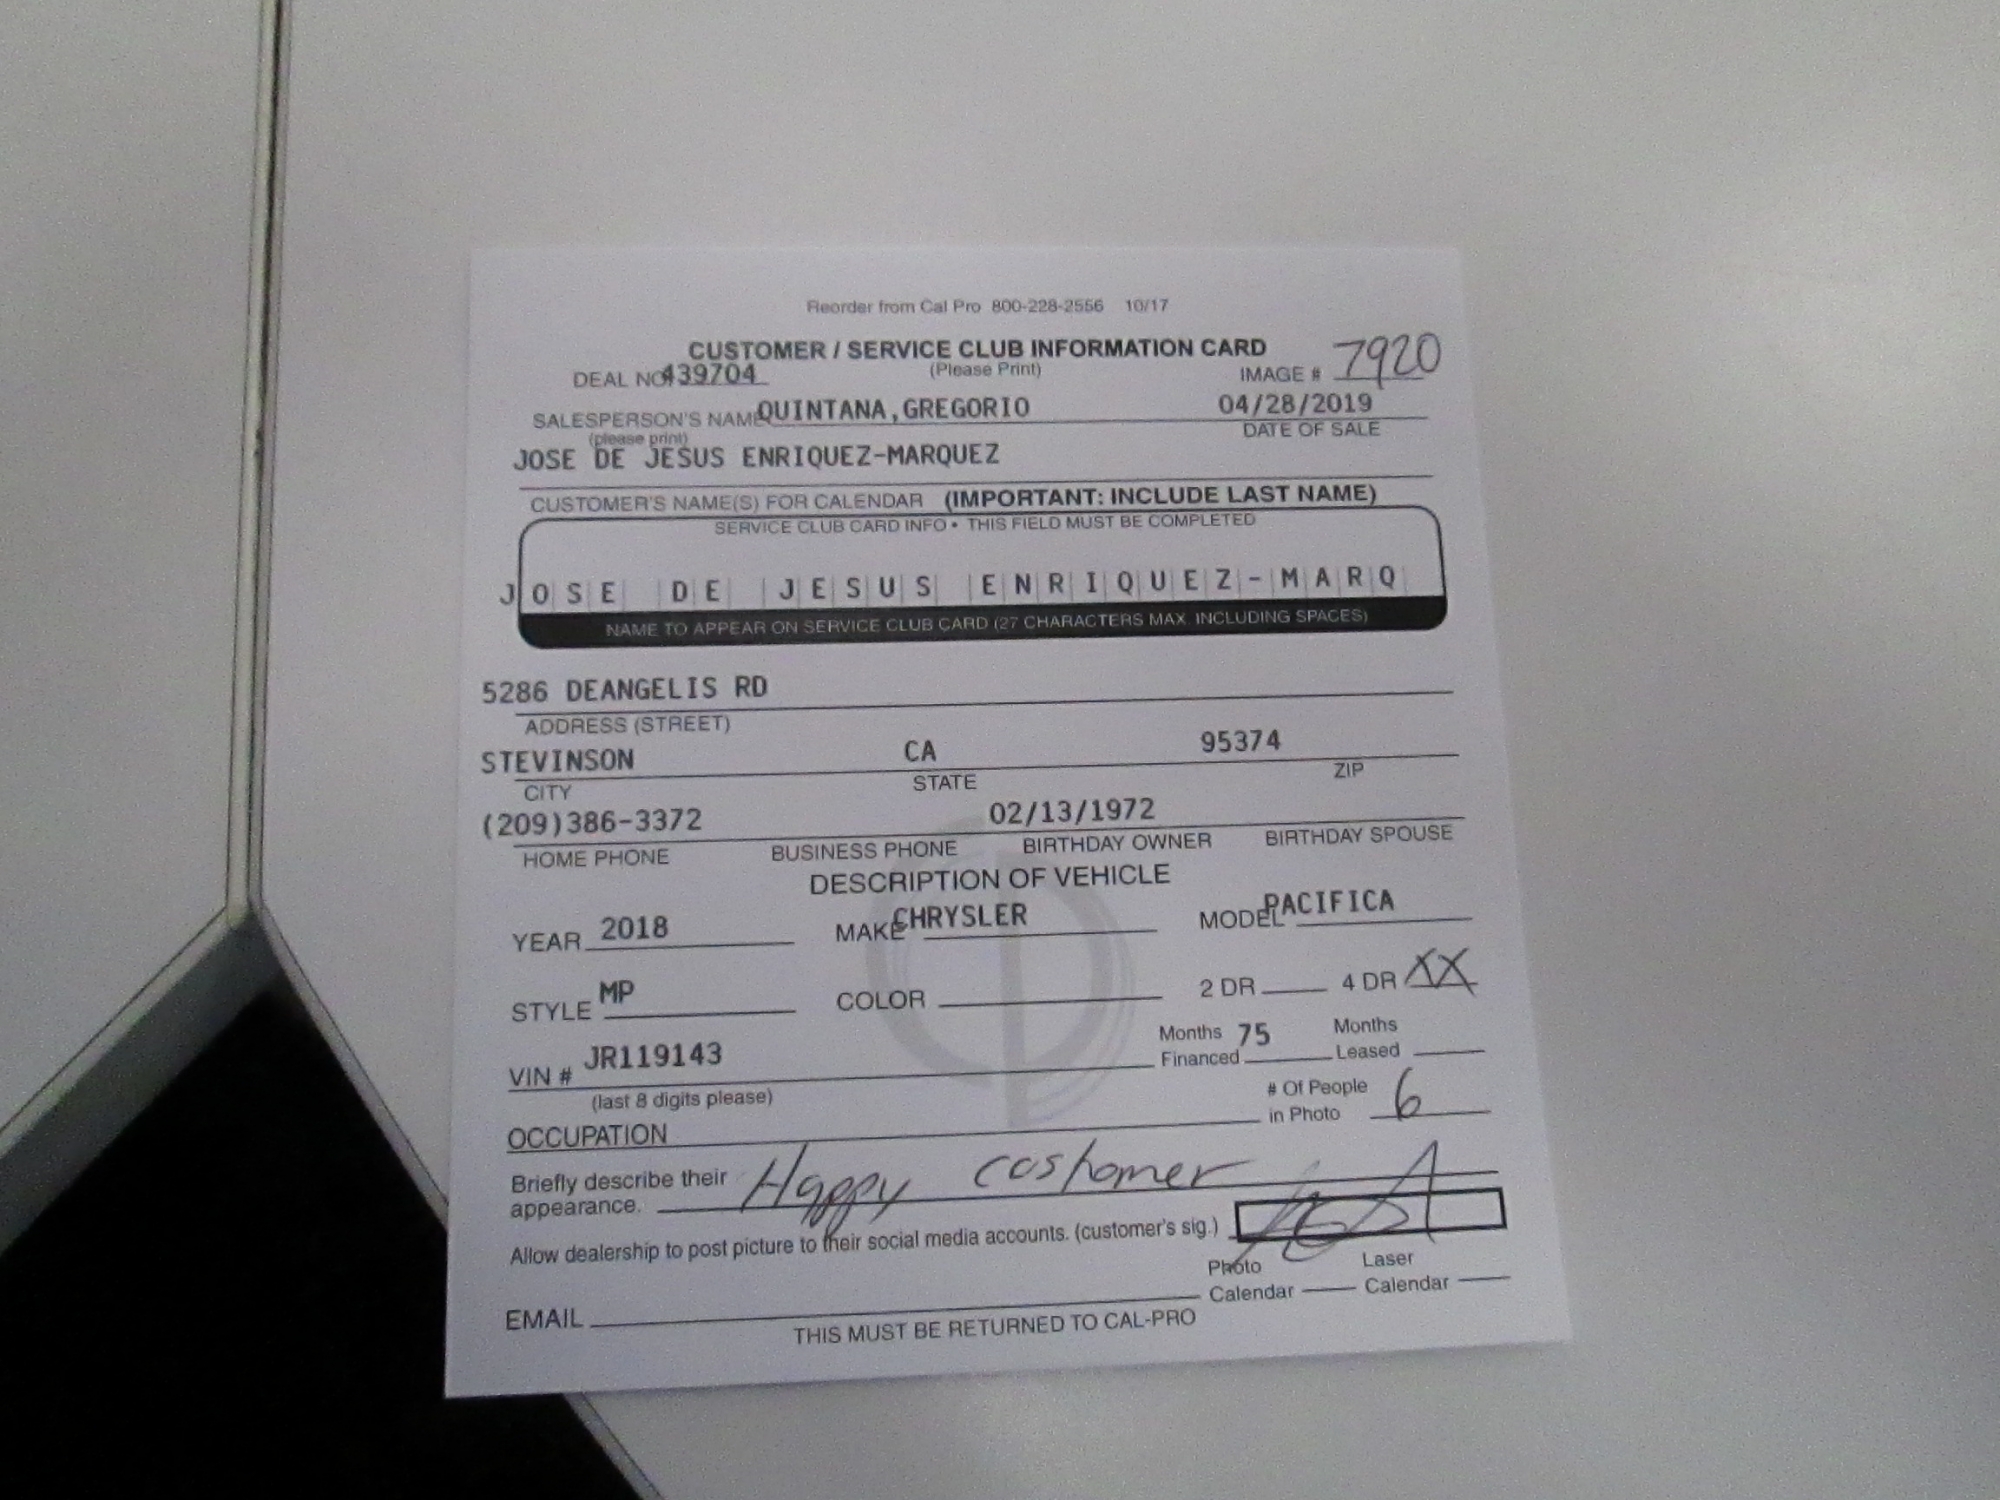 Reorder from Cal Pro 800-228-2556 10/17
CUSTOMER / SERVICE CLUB INFORMATION CARD
(Please Print)
DEAL NO. 439704 IMAGE # 7920
SALESPERSON'S NAME QUINTANA,GREGORIO 04/28/2019
(please print) DATE OF SALE
JOSE DE JESUS ENRIQUEZ-MARQUEZ
CUSTOMER'S NAME(S) FOR CALENDAR (IMPORTANT: INCLUDE LAST NAME)
SERVICE CLUB CARD INFO • THIS FIELD MUST BE COMPLETED
JOSE DE JESUS ENRIQUEZ-MARQ
NAME TO APPEAR ON SERVICE CLUB CARD (27 CHARACTERS MAX. INCLUDING SPACES)
5286 DEANGELIS RD
ADDRESS (STREET)
STEVINSON CA 95374
CITY STATE ZIP
(209)386-3372 02/13/1972
HOME PHONE BUSINESS PHONE BIRTHDAY OWNER BIRTHDAY SPOUSE
DESCRIPTION OF VEHICLE
YEAR 2018 MAKE CHRYSLER MODEL PACIFICA
STYLE MP COLOR 2 DR 4 DR XX
VIN # JR119143 Months Financed 75 Months Leased
(last 8 digits please) # Of People
in Photo 6
OCCUPATION
Briefly describe their appearance. Happy costomer
Allow dealership to post picture to their social media accounts. (customer's sig.)
Photo Calendar Laser Calendar
EMAIL
THIS MUST BE RETURNED TO CAL-PRO